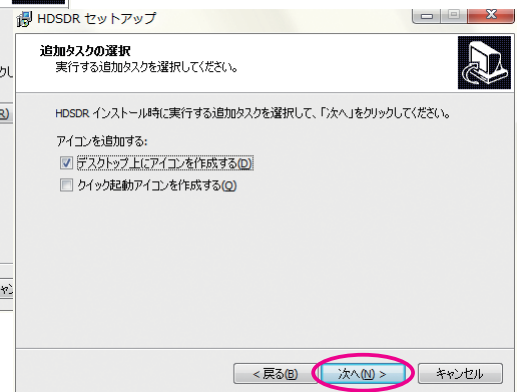 HDSDR セットアップ
追加タスクの選択
実行する追加タスクを選択してください。
HDSDR インストール時に実行する追加タスクを選択して、「次へ」をクリックしてください。
アイコンを追加する:
デスクトップ上にアイコンを作成する(D)
クイック起動アイコンを作成する(Q)
< 戻る(B)
次へ(N) >
キャンセル